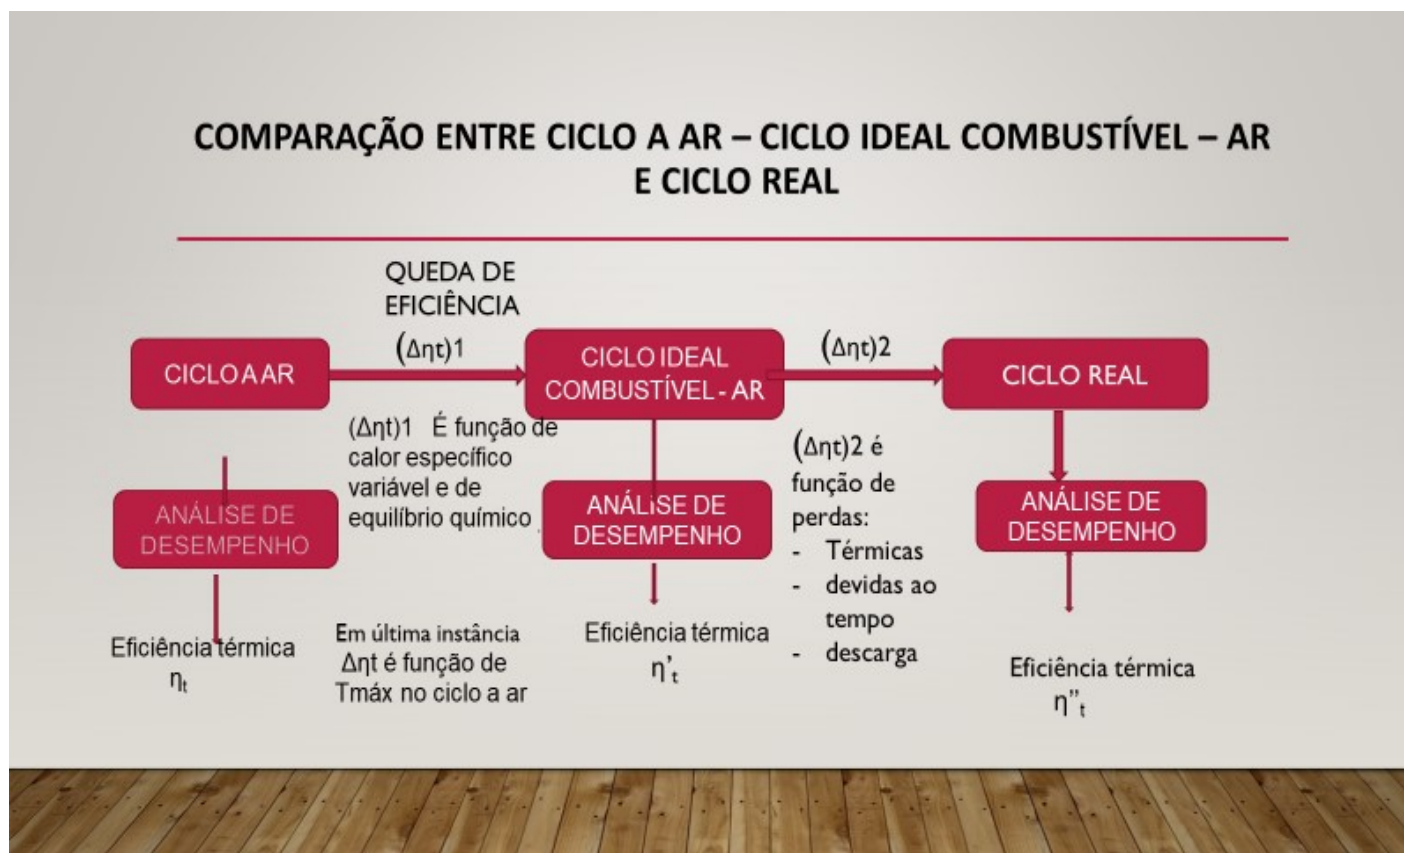 COMPARAÇÃO ENTRE CICLO A AR – CICLO IDEAL COMBUSTÍVEL – AR
E CICLO REAL
QUEDA DE
EFICIÊNCIA
(Δηt)1
(Δηt)2
CICLO A AR
CICLO IDEAL
COMBUSTÍVEL - AR
CICLO REAL
(Δηt)1 É função de
calor específico
variável e de
equilíbrio químico
(Δηt)2 é
função de
perdas:
- Térmicas
- devidas ao
tempo
- descarga
ANÁLISE DE
DESEMPENHO
ANÁLISE DE
DESEMPENHO
ANÁLISE DE
DESEMPENHO
Eficiência térmica
ηt
Em última instância
Δηt é função de
Tmáx no ciclo a ar
Eficiência térmica
η't
Eficiência térmica
η"t